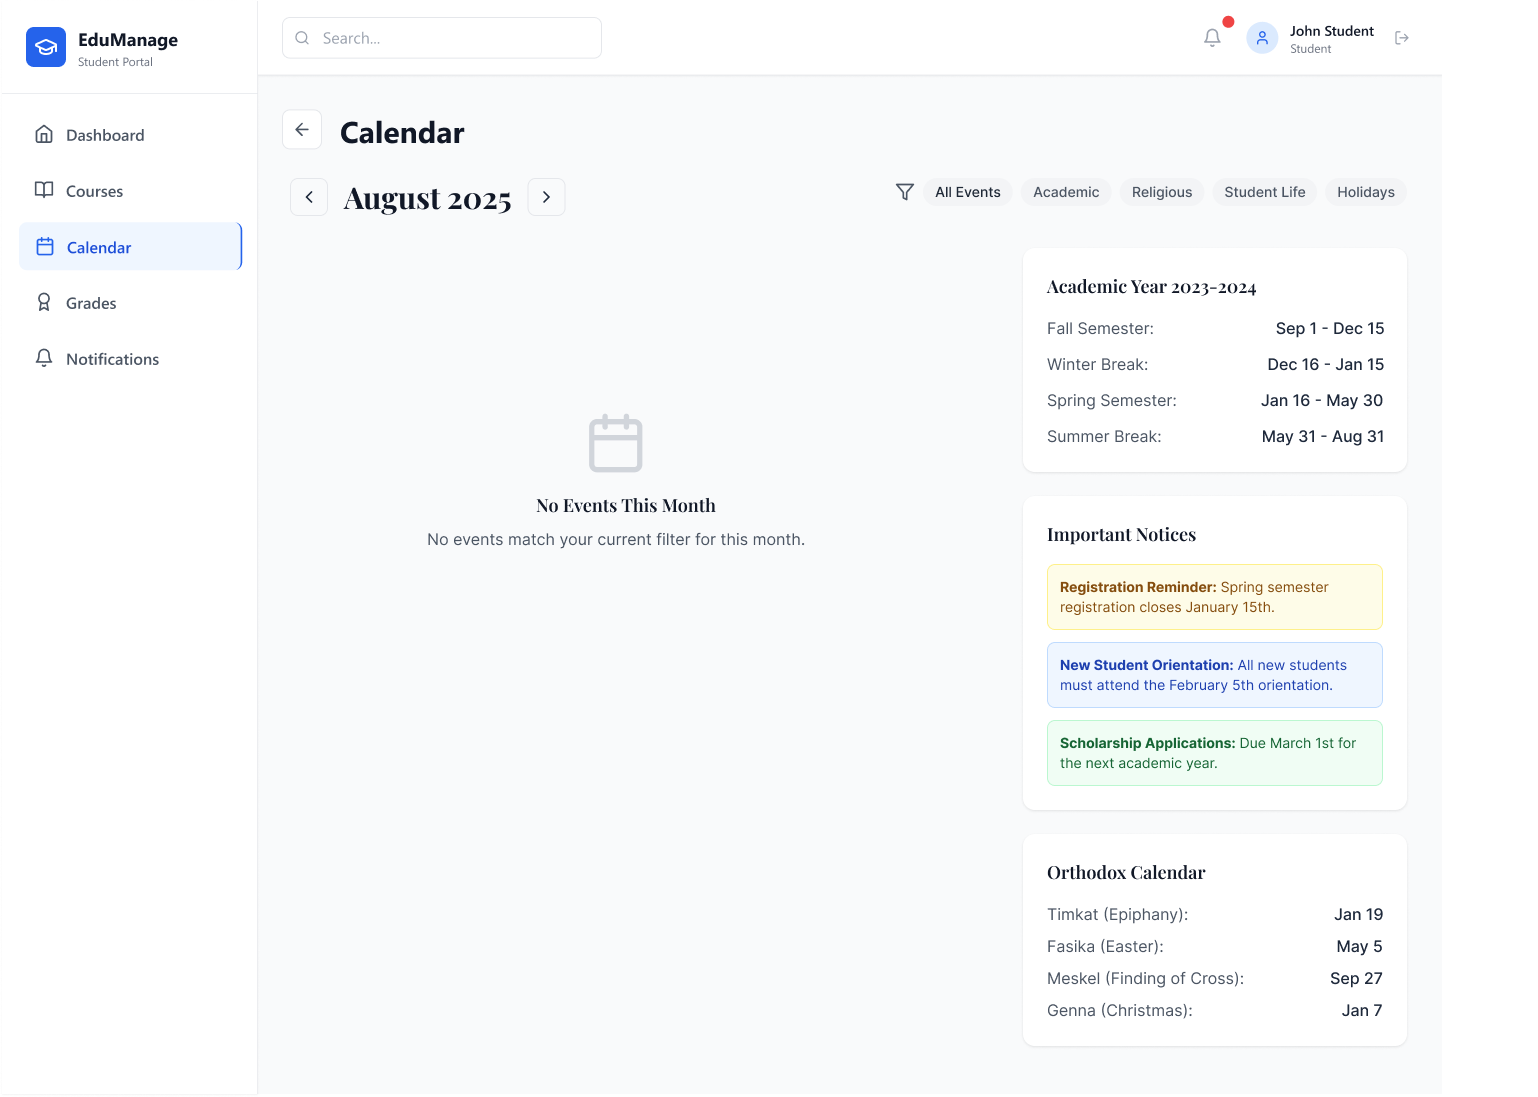 EduManage
Student Portal
Dashboard
Courses
Calendar
Grades
Notifications
Search...
John Student
Student
Calendar
August 2025
All Events
Academic
Religious
Student Life
Holidays
No Events This Month
No events match your current filter for this month.
Academic Year 2023-2024
Fall Semester: Sep 1 - Dec 15
Winter Break: Dec 16 - Jan 15
Spring Semester: Jan 16 - May 30
Summer Break: May 31 - Aug 31
Important Notices
Registration Reminder: Spring semester
registration closes January 15th.
New Student Orientation: All new students
must attend the February 5th orientation.
Scholarship Applications: Due March 1st for
the next academic year.
Orthodox Calendar
Timkat (Epiphany): Jan 19
Fasika (Easter): May 5
Meskel (Finding of Cross): Sep 27
Genna (Christmas): Jan 7